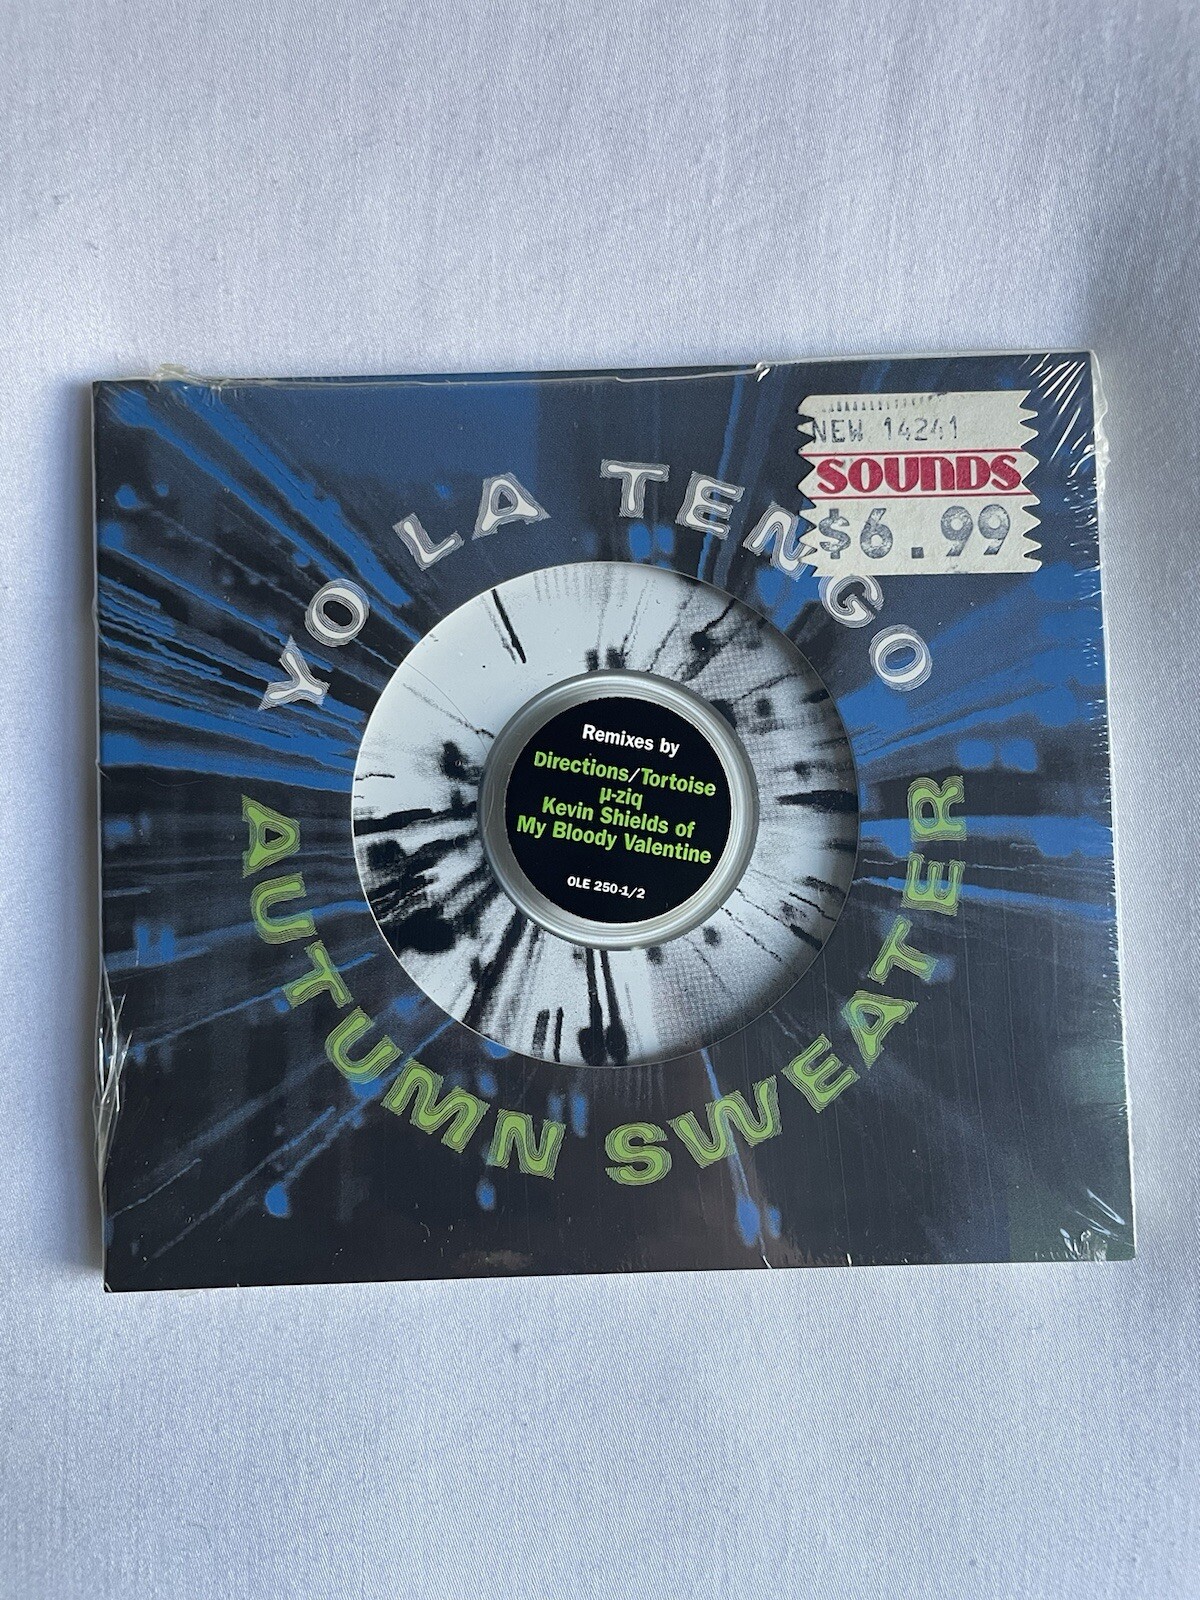 NEW 14241
SOUNDS
$6.99
YO LA TENGO
Remixes by
Directions/Tortoise
µ-ziq
Kevin Shields of
My Bloody Valentine
OLE 250-1/2
AUTUMN SWEATER